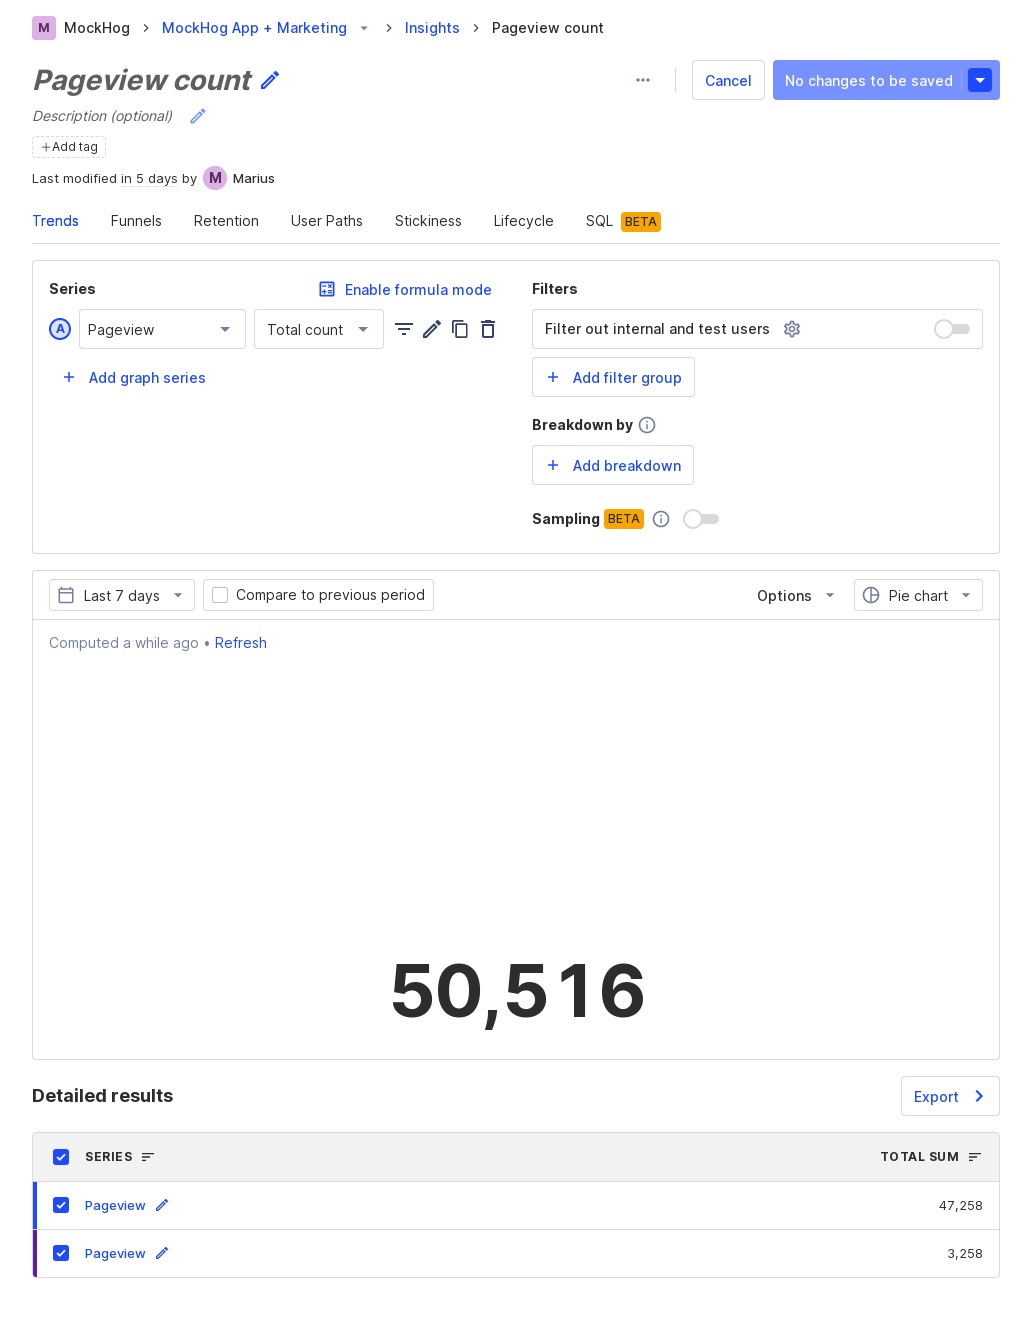 M MockHog MockHog App + Marketing Insights Pageview count
Pageview count
Cancel
No changes to be saved
Description (optional)
Add tag
Last modified in 5 days by M Marius
Trends Funnels Retention User Paths Stickiness Lifecycle SQL BETA
Series
Enable formula mode
A Pageview Total count
Add graph series
Filters
Filter out internal and test users
Add filter group
Breakdown by
Add breakdown
Sampling BETA
Last 7 days Compare to previous period Options Pie chart
Computed a while ago • Refresh
50,516
Detailed results Export
SERIES TOTAL SUM
Pageview 47,258
Pageview 3,258